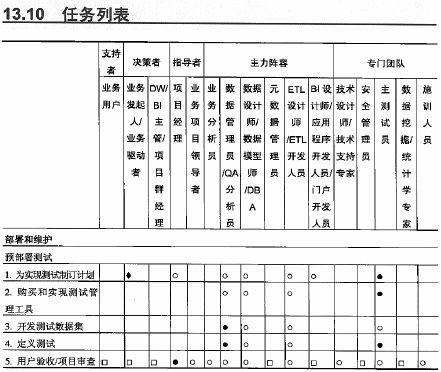 13.10 任务列表
支持者
决策者
指导者
主力阵容
专门团队
业务用户
业务发起人/业务驱动者
DW/BI主管/项目群经理
项目经理
业务项目领导者
业务分析员
数据管理员/QA分析员
数据设计师/数据模型师/DBA
元数据管理员
ETL设计师/ETL开发人员
BI设计师/应用程序开发人员/门户开发人员
技术设计师/技术支持专家
安全管理员
主测试员
数据挖掘/统计学专家
施训人员
部署和维护
预部署测试
1. 为实现测试制订计划
2. 购买和实现测试管
理工具
3. 开发测试数据集
4. 定义测试
5. 用户验收/项目审查